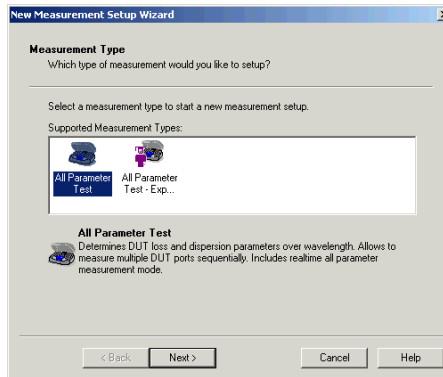 New Measurement Setup Wizard
Measurement Type
Which type of measurement would you like to setup?
Select a measurement type to start a new measurement setup.
Supported Measurement Types:
All Parameter Test
All Parameter Test - Exp...
All Parameter Test
Determines DUT loss and dispersion parameters over wavelength. Allows to
measure multiple DUT ports sequentially. Includes realtime all parameter
measurement mode.
< Back
Next >
Cancel
Help